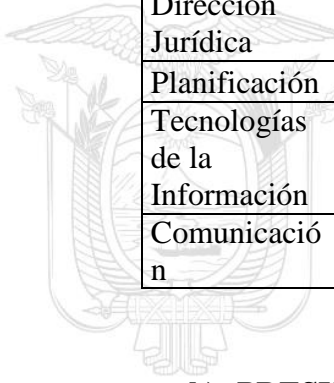 Dirección
Jurídica
Planificación
Tecnologías
de la
Información
Comunicació
n